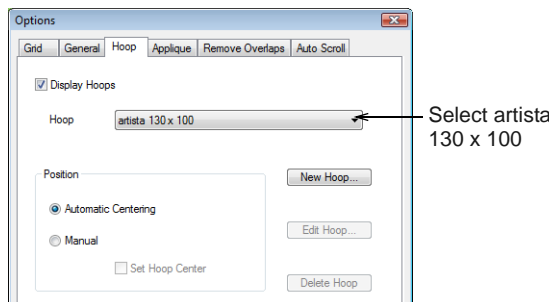 Options
Grid General Hoop Applique Remove Overlaps Auto Scroll
Display Hoops
Hoop artista 130 x 100
Select artista
130 x 100
Position
New Hoop...
Automatic Centering
Edit Hoop...
Manual
Set Hoop Center
Delete Hoop